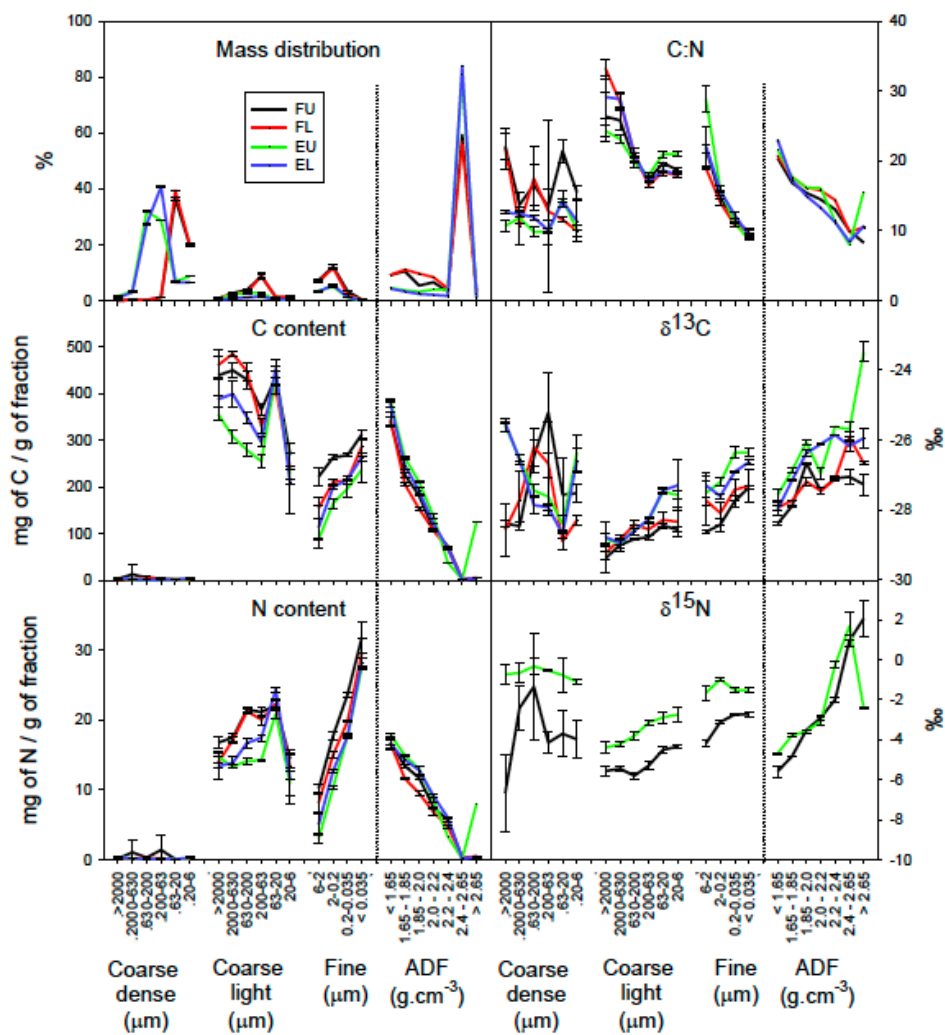 Mass distribution
C:N
FU
FL
EU
EL
%
100
80
60
40
20
0
40
30
20
10
0
C content
δ13C
mg of C / g of fraction
500
400
300
200
100
0
-24
-26
-28
-30
‰
N content
δ15N
mg of N / g of fraction
30
20
10
0
2
0
-2
-4
-6
-8
-10
‰
>2000
.2000-630
.630-200
.200-63
.63-20
.20-6
>2000
2000-630
630-200
200-63
63-20
20-6
6-2
2-0.2
0.2-0.035
< 0.035
< 1.65
1.65 - 1.85
1.85 - 2.0
2.0 - 2.2
2.2 - 2.4
2.4 - 2.65
> 2.65
>2000
.2000-630
.630-200
.200-63
.63-20
.20-6
>2000
2000-630
630-200
200-63
63-20
20-6
6-2
2-0.2
0.2-0.035
< 0.035
< 1.65
1.65 - 1.85
1.85 - 2.0
2.0 - 2.2
2.2 - 2.4
2.4 - 2.65
> 2.65
Coarse
dense
(μm)
Coarse
light
(μm)
Fine
(μm)
ADF
(g.cm-3)
Coarse
dense
(μm)
Coarse
light
(μm)
Fine
(μm)
ADF
(g.cm-3)